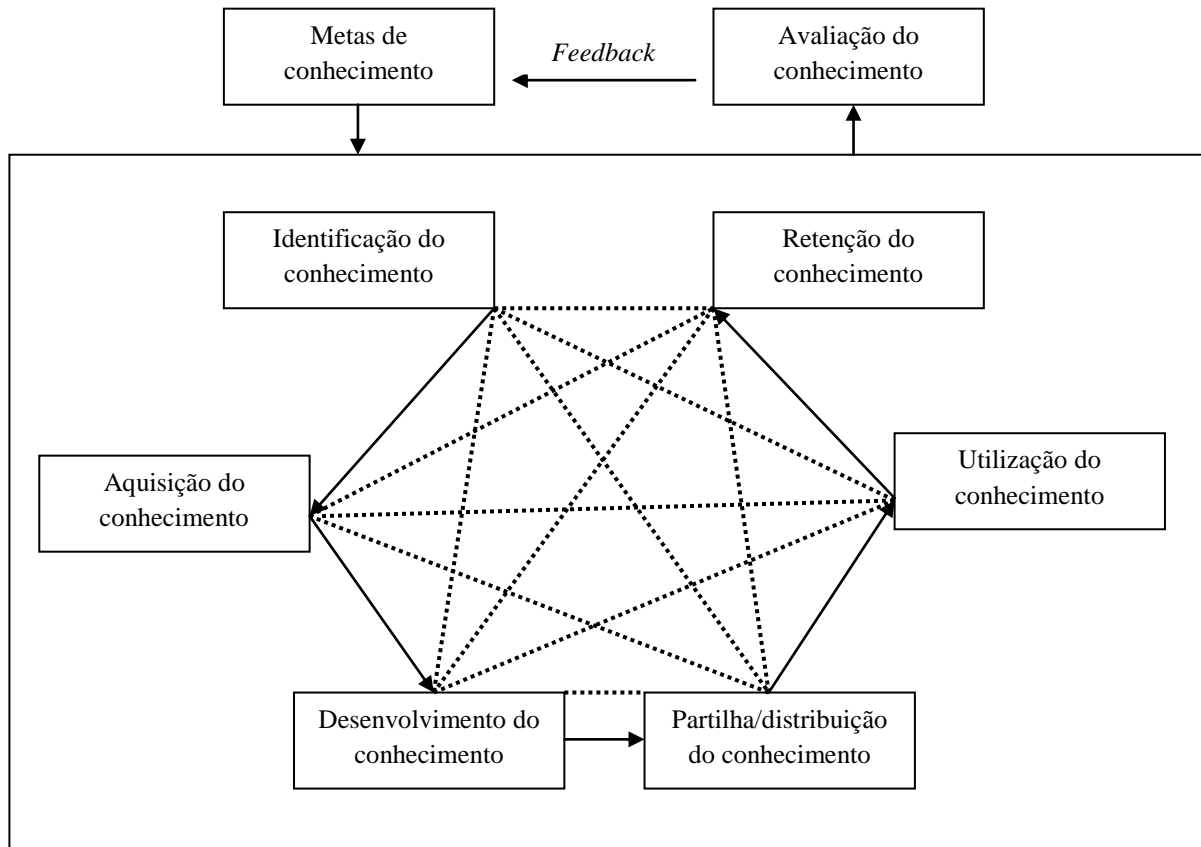 Metas de
conhecimento
Feedback
Avaliação do
conhecimento
Identificação do
conhecimento
Retenção do
conhecimento
Aquisição do
conhecimento
Utilização do
conhecimento
Desenvolvimento do
conhecimento
Partilha/distribuição
do conhecimento